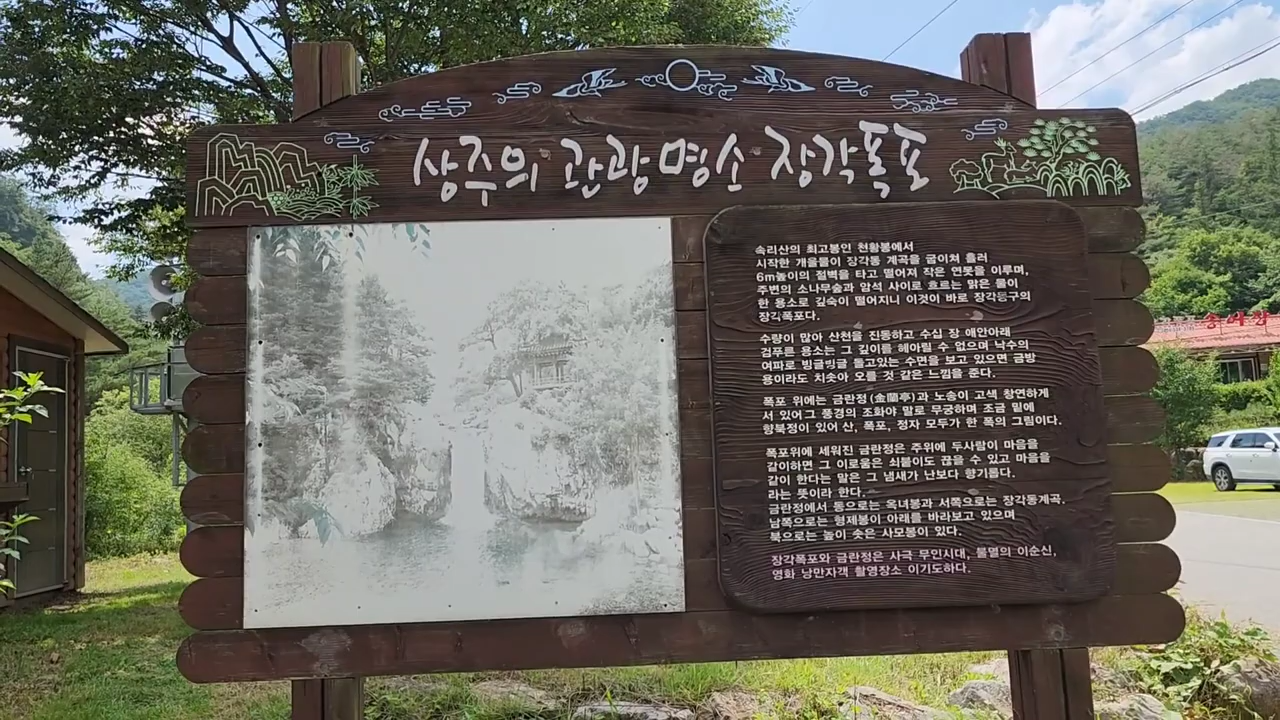 상주의 관광명소 장각폭포
속리산의 최고봉인 천황봉에서
시작한 개울물이 장각동 계곡을 굽이쳐 흘러
6m높이의 절벽을 타고 떨어져 작은 연못을 이루며,
주변의 소나무숲과 암석 사이로 흐르는 맑은 물이
한 용소로 깊숙이 떨어지니 이것이 바로 장각동구의
장각폭포다.
수량이 많아 산천을 진동하고 수십 장 애안아래
검푸른 용소는 그 깊이를 헤아릴 수 없으며 낙수의
여파로 빙글빙글 돌고있는 수면을 보고 있으면 금방
용이라도 치솟아 오를 것 같은 느낌을 준다.
폭포 위에는 금란정(金蘭亭)과 노송이 고색 창연하게
서 있어그 풍경의 조화야 말로 무궁하며 조금 밑에
향북정이 있어 산, 폭포, 정자 모두가 한 폭의 그림이다.
폭포위에 세워진 금란정은 주위에 두사람이 마음을
같이하면 그 이로움은 쇠붙이도 끊을 수 있고 마음을
같이 한다는 말은 그 냄새가 난보다 향기롭다.
라는 뜻이라 한다.
금란정에서 동으로는 옥녀봉과 서쪽으로는 장각동계곡.
남쪽으로는 형제봉이 아래를 바라보고 있으며
북으로는 높이 솟은 사모봉이 있다.
장각폭포와 금란정은 사극 무인시대, 불멸의 이순신,
영화 낭만자객 촬영장소 이기도하다.